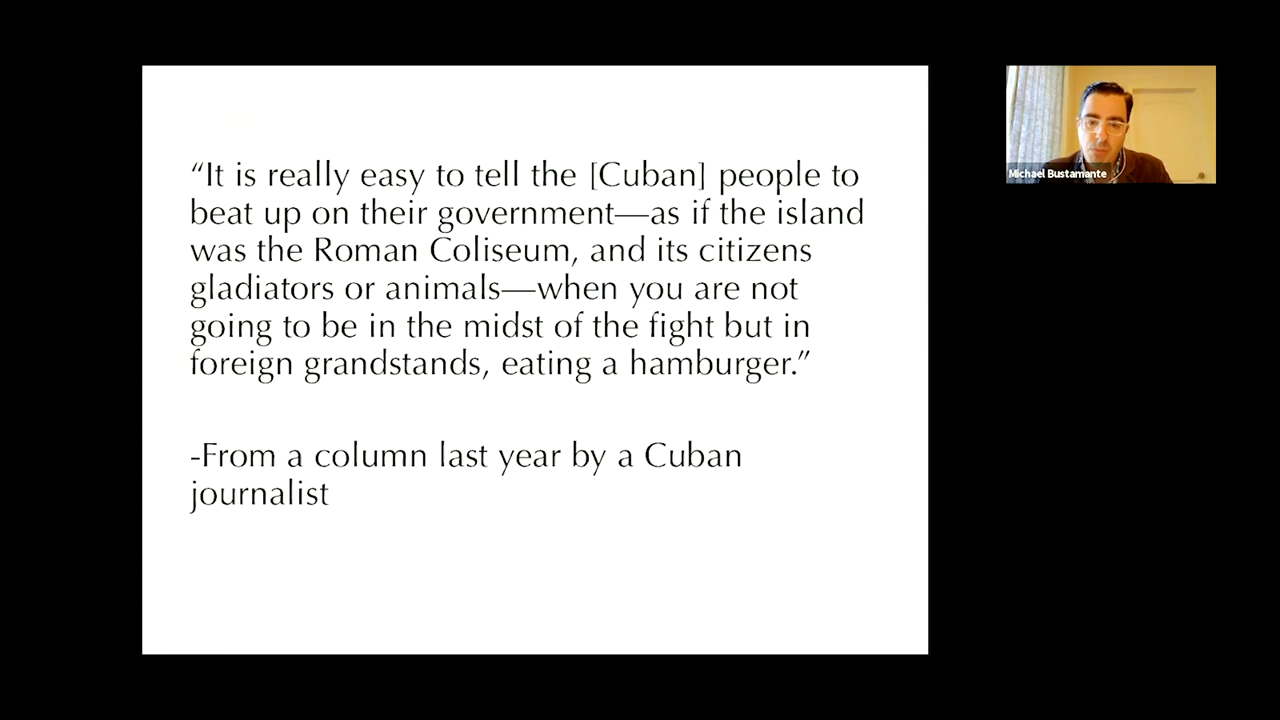 “It is really easy to tell the [Cuban] people to
beat up on their government—as if the island
was the Roman Coliseum, and its citizens
gladiators or animals—when you are not
going to be in the midst of the fight but in
foreign grandstands, eating a hamburger.”
-From a column last year by a Cuban
journalist
Michael Bustamante